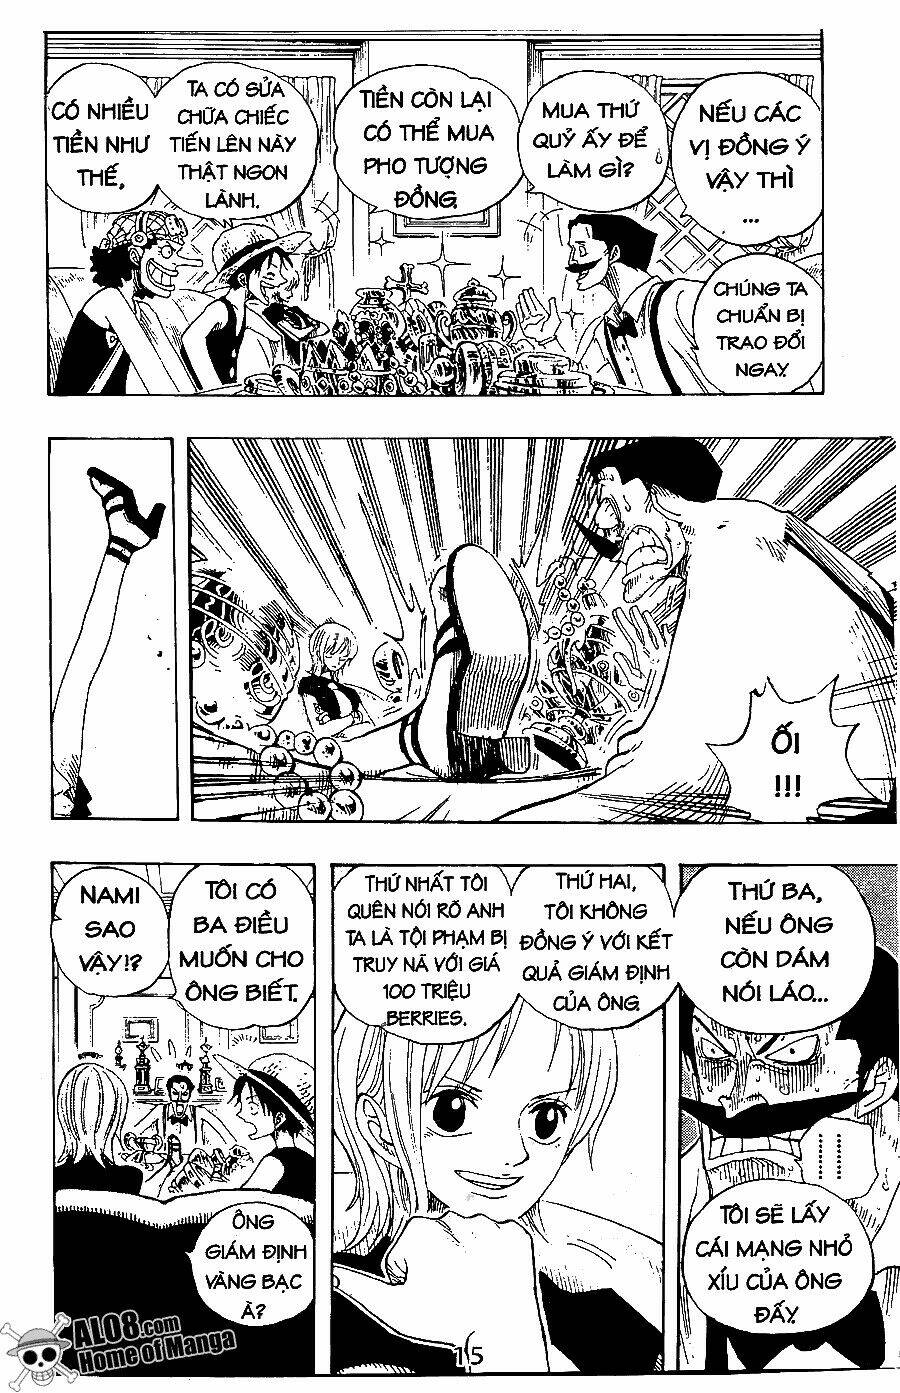 NẾU CÁC
VỊ ĐỒNG Ý
VẬY THÌ
...
CHÚNG TA
CHUẨN BỊ
TRAO ĐỔI
NGAY.
MUA THỨ
QUỶ ẤY ĐỂ
LÀM GÌ?
TIỀN CÒN LẠI
CÓ THỂ MUA
PHO TƯỢNG
ĐỒNG.
TA CÓ SỬA
CHỮA CHIẾC
TIẾN LÊN NÀY
THẬT NGON
LÀNH.
CÓ NHIỀU
TIỀN NHƯ
THẾ,
ỐI
!!!
THỨ BA,
NẾU ÔNG
CÒN DÁM
NÓI LÁO...
......
TÔI SẼ LẤY
CÁI MẠNG NHỎ
XÍU CỦA ÔNG
ĐẤY.
THỨ HAI,
TÔI KHÔNG
ĐỒNG Ý VỚI KẾT
QUẢ GIÁM ĐỊNH
CỦA ÔNG.
THỨ NHẤT TÔI
QUÊN NÓI RÕ ANH
TA LÀ TỘI PHẠM BỊ
TRUY NÃ VỚI GIÁ
100 TRIỆU
BERRIES.
TÔI CÓ
BA ĐIỀU
MUỐN CHO
ÔNG BIẾT.
NAMI
SAO
VẬY!?
ÔNG
GIÁM ĐỊNH
VÀNG BẠC
À?
15
ALO8.com
Home of Manga